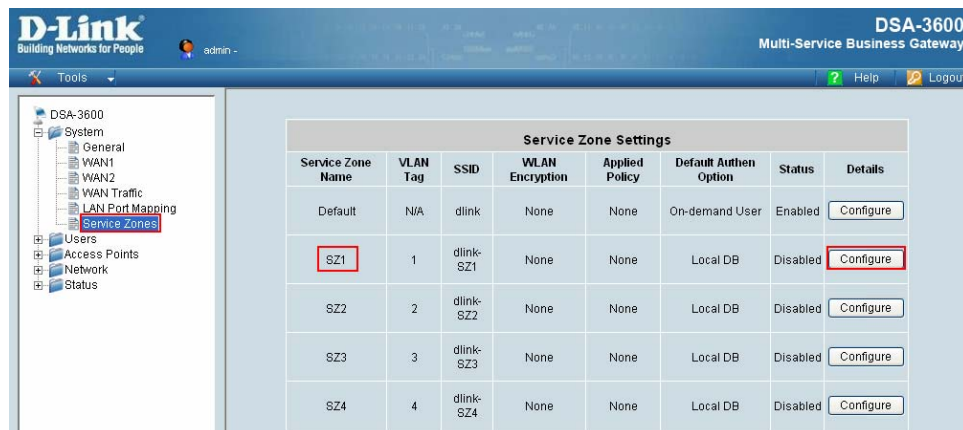 D-Link
Building Networks for People
admin -
DSA-3600
Multi-Service Business Gateway
Tools
Help
Logou
DSA-3600
System
General
WAN1
WAN2
WAN Traffic
LAN Port Mapping
Service Zones
Users
Access Points
Network
Status
Service Zone Settings
Service Zone Name VLAN Tag SSID WLAN Encryption Applied Policy Default Authen Option Status Details
Default N/A dlink None None On-demand User Enabled Configure
SZ1 1 dlink-SZ1 None None Local DB Disabled Configure
SZ2 2 dlink-SZ2 None None Local DB Disabled Configure
SZ3 3 dlink-SZ3 None None Local DB Disabled Configure
SZ4 4 dlink-SZ4 None None Local DB Disabled Configure